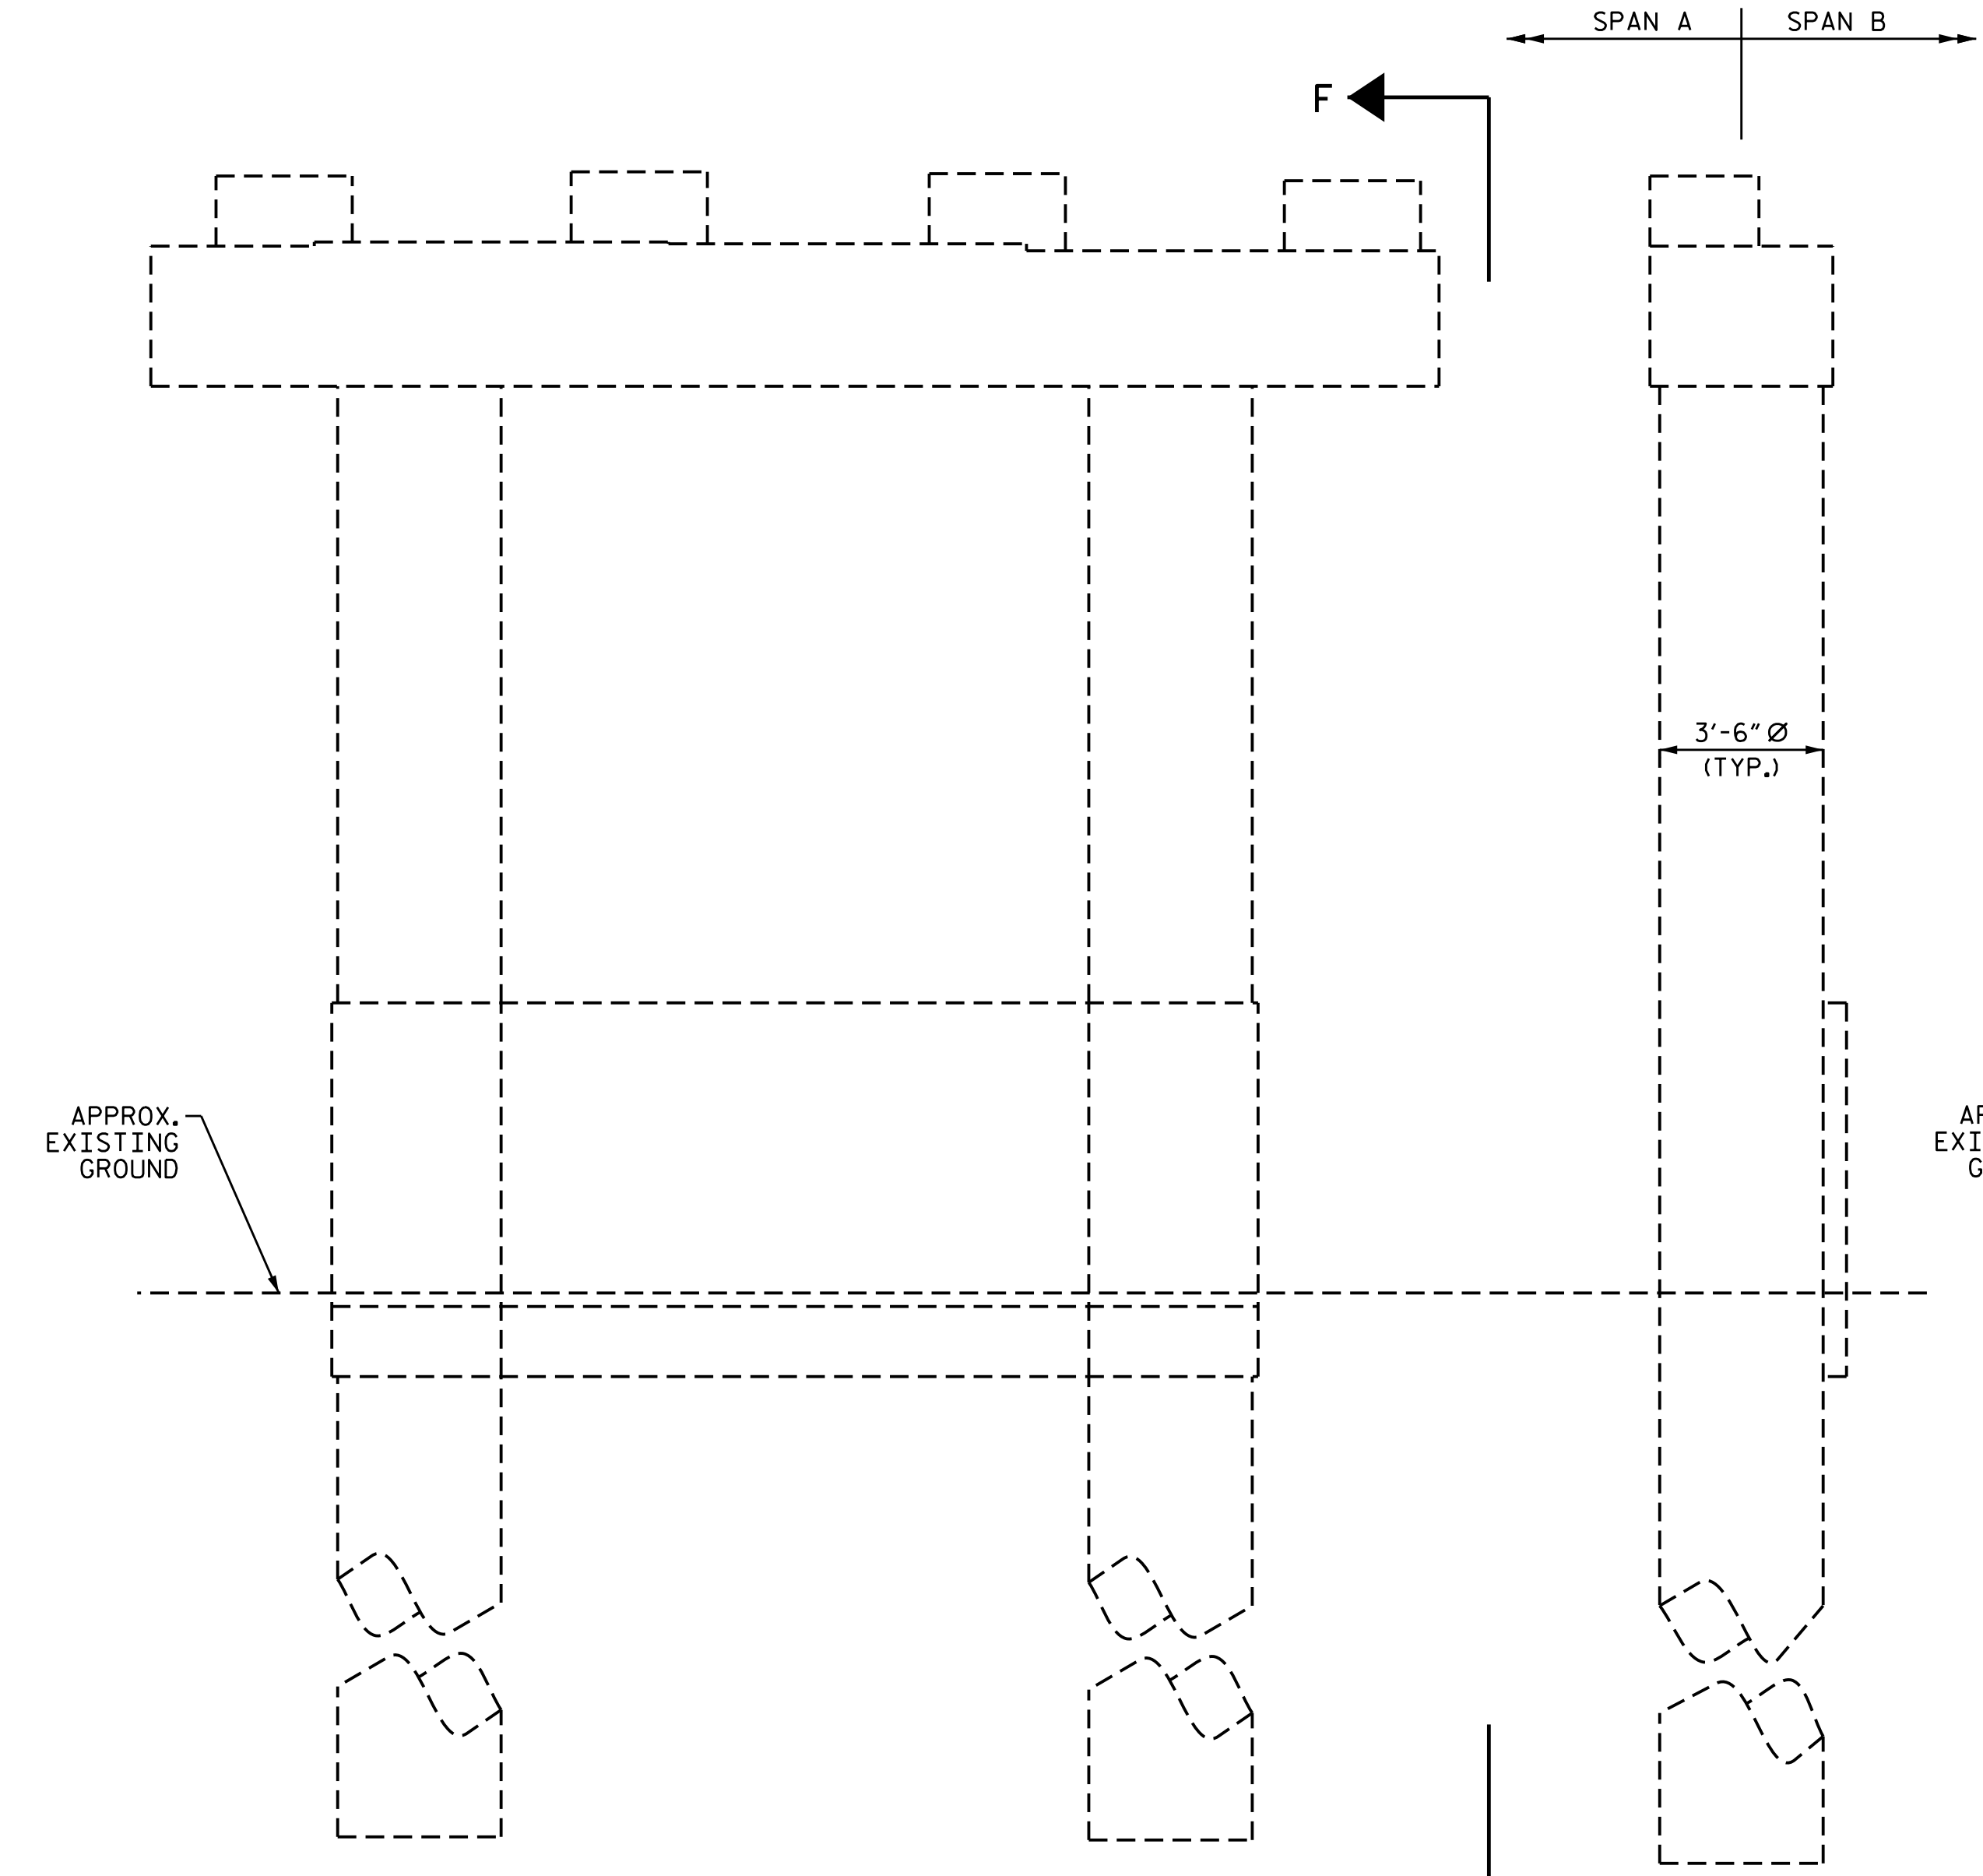 SPAN A
SPAN B
F
3'-6" Ø
(TYP.)
APPROX.
EXISTING
GROUND